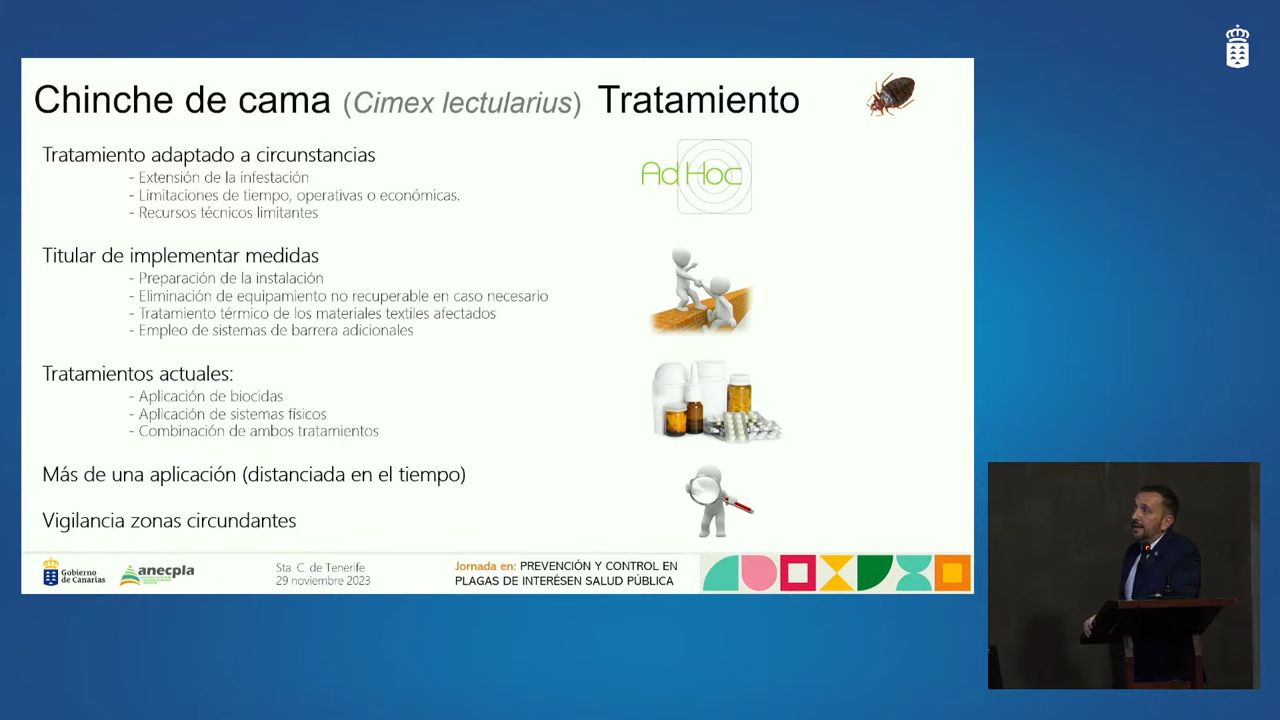 Chinche de cama (Cimex lectularius) Tratamiento
Tratamiento adaptado a circunstancias
- Extensión de la infestación
- Limitaciones de tiempo, operativas o económicas.
- Recursos técnicos limitantes
Ad Hoc
Titular de implementar medidas
- Preparación de la instalación
- Eliminación de equipamiento no recuperable en caso necesario
- Tratamiento térmico de los materiales textiles afectados
- Empleo de sistemas de barrera adicionales
Tratamientos actuales:
- Aplicación de biocidas
- Aplicación de sistemas físicos
- Combinación de ambos tratamientos
Más de una aplicación (distanciada en el tiempo)
Vigilancia zonas circundantes
Gobierno
de Canarias
anecpla
Sta C. de Tenerife
29 noviembre 2023
Jornada en: PREVENCIÓN Y CONTROL EN
PLAGAS DE INTERÉSEN SALUD PÚBLICA